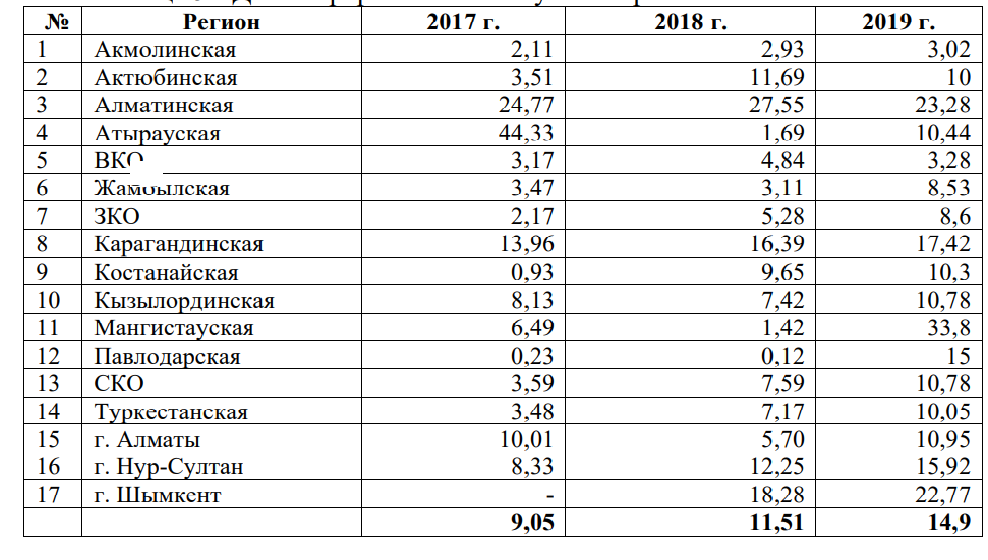 № Регион 2017 г. 2018 г. 2019 г.
1 Акмолинская 2,11 2,93 3,02
2 Актюбинская 3,51 11,69 10
3 Алматинская 24,77 27,55 23,28
4 Атырауская 44,33 1,69 10,44
5 ВКО 3,17 4,84 3,28
6 Жамбылская 3,47 3,11 8,53
7 ЗКО 2,17 5,28 8,6
8 Карагандинская 13,96 16,39 17,42
9 Костанайская 0,93 9,65 10,3
10 Кызылординская 8,13 7,42 10,78
11 Мангистауская 6,49 1,42 33,8
12 Павлодарская 0,23 0,12 15
13 СКО 3,59 7,59 10,78
14 Туркестанская 3,48 7,17 10,05
15 г. Алматы 10,01 5,70 10,95
16 г. Нур-Султан 8,33 12,25 15,92
17 г. Шымкент - 18,28 22,77
9,05 11,51 14,9